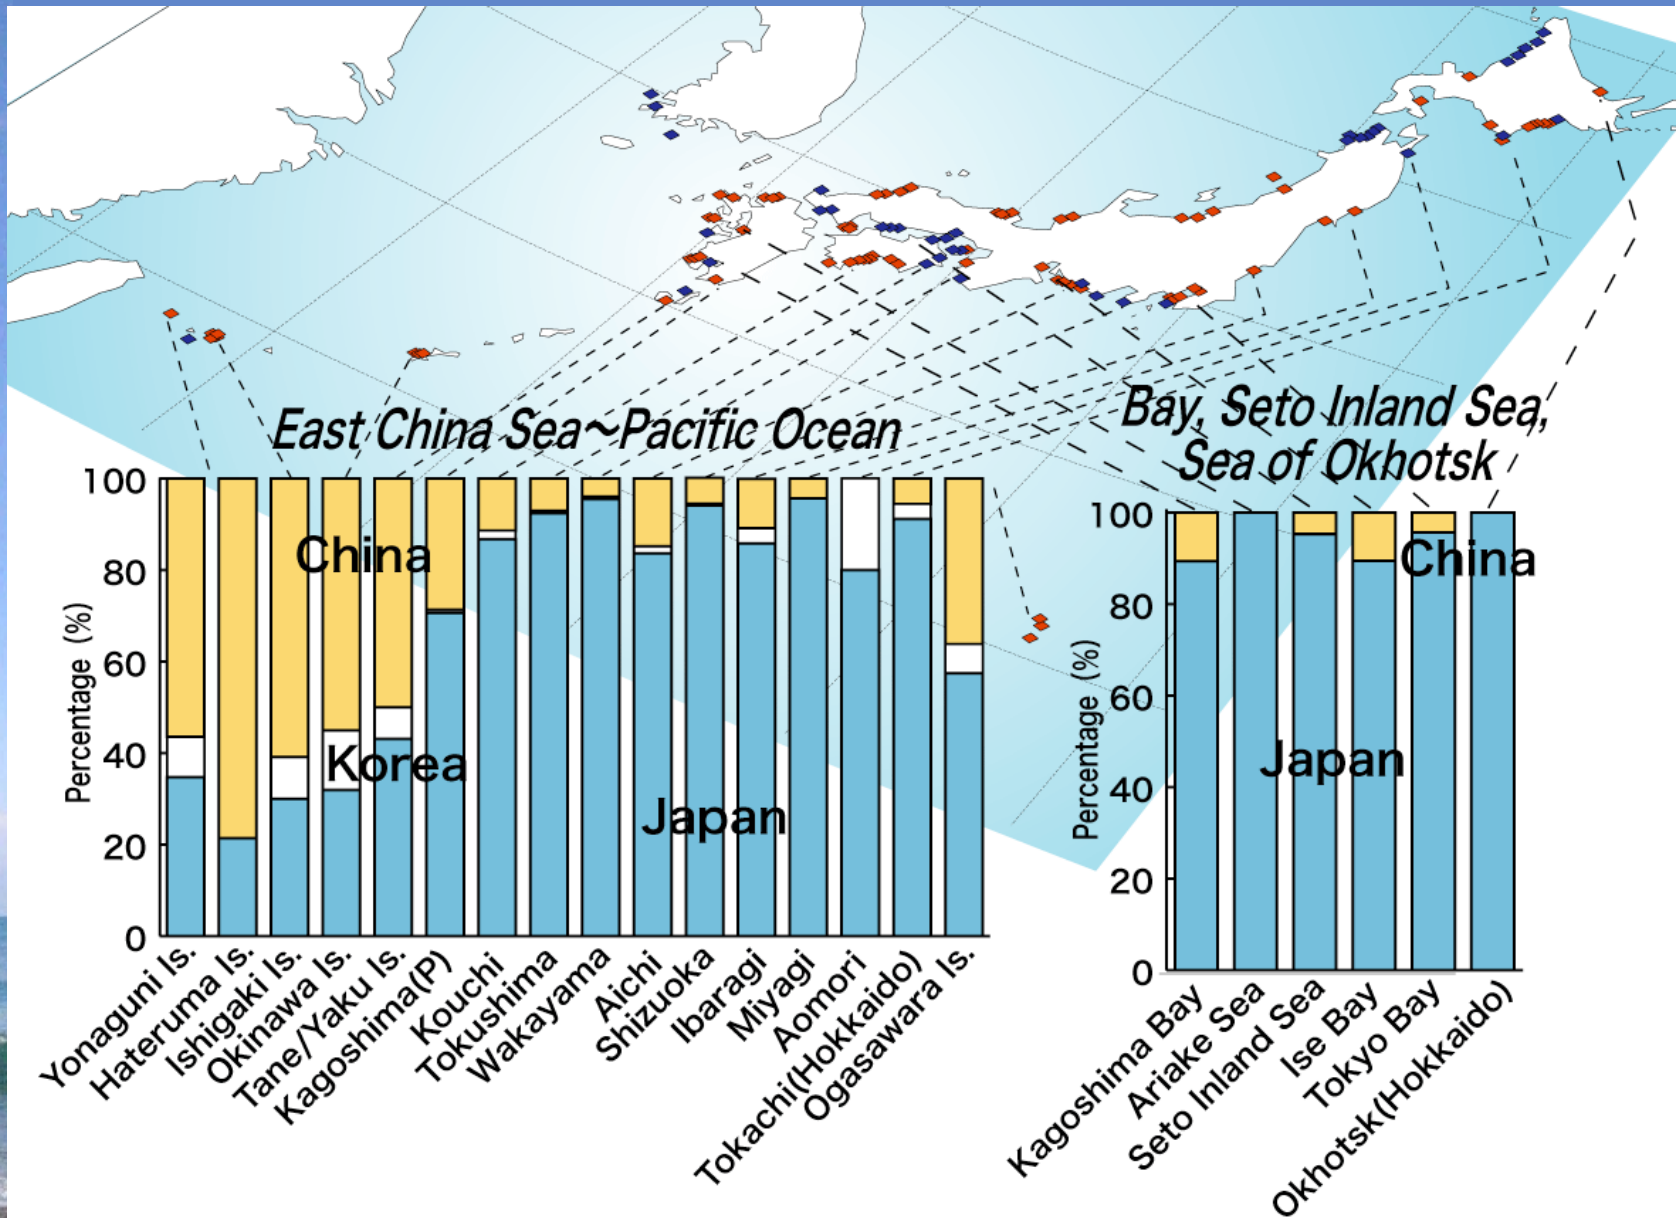 East China Sea~Pacific Ocean
Bay, Seto Inland Sea,
Sea of Okhotsk
Percentage (%)
100
80
60
40
20
0
China
Korea
Japan
Yonaguni Is.
Hateruma Is.
Ishigaki Is.
Okinawa Is.
Tane/Yaku Is.
Kagoshima(P)
Kouchi
Tokushima
Wakayama
Aichi
Shizuoka
Ibaragi
Miyagi
Aomori
Tokachi(Hokkaido)
Ogasawara Is.
Percentage (%)
100
80
60
40
20
0
China
Japan
Kagoshima Bay
Ariake Sea
Seto Inland Sea
Ise Bay
Tokyo Bay
Okhotsk(Hokkaido)